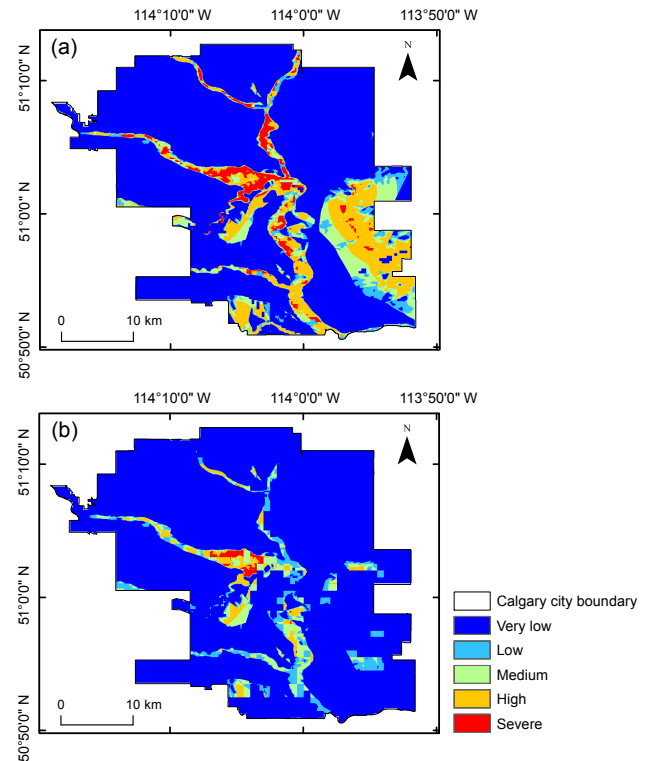 114°10'0" W 114°0'0" W 113°50'0" W
(a)
N
51°10'0" N
51°0'0" N
50°50'0" N
0 10 km
114°10'0" W 114°0'0" W 113°50'0" W
(b)
N
51°10'0" N
51°0'0" N
50°50'0" N
0 10 km
Calgary city boundary
Very low
Low
Medium
High
Severe